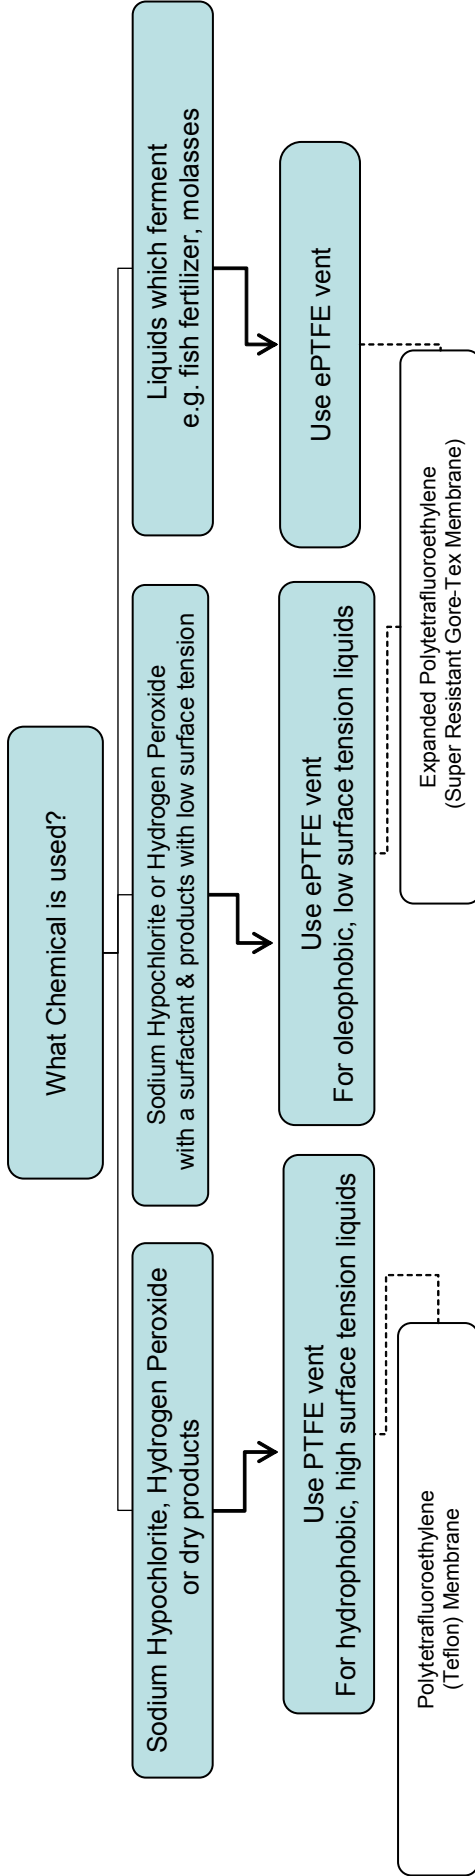 What Chemical is used?
Sodium Hypochlorite, Hydrogen Peroxide
or dry products
Sodium Hypochlorite or Hydrogen Peroxide
with a surfactant & products with low surface tension
Liquids which ferment
e.g. fish fertilizer, molasses
Use PTFE vent
For hydrophobic, high surface tension liquids
Use ePTFE vent
For oleophobic, low surface tension liquids
Use ePTFE vent
Polytetrafluoroethylene
(Teflon) Membrane
Expanded Polytetrafluoroethylene
(Super Resistant Gore-Tex Membrane)